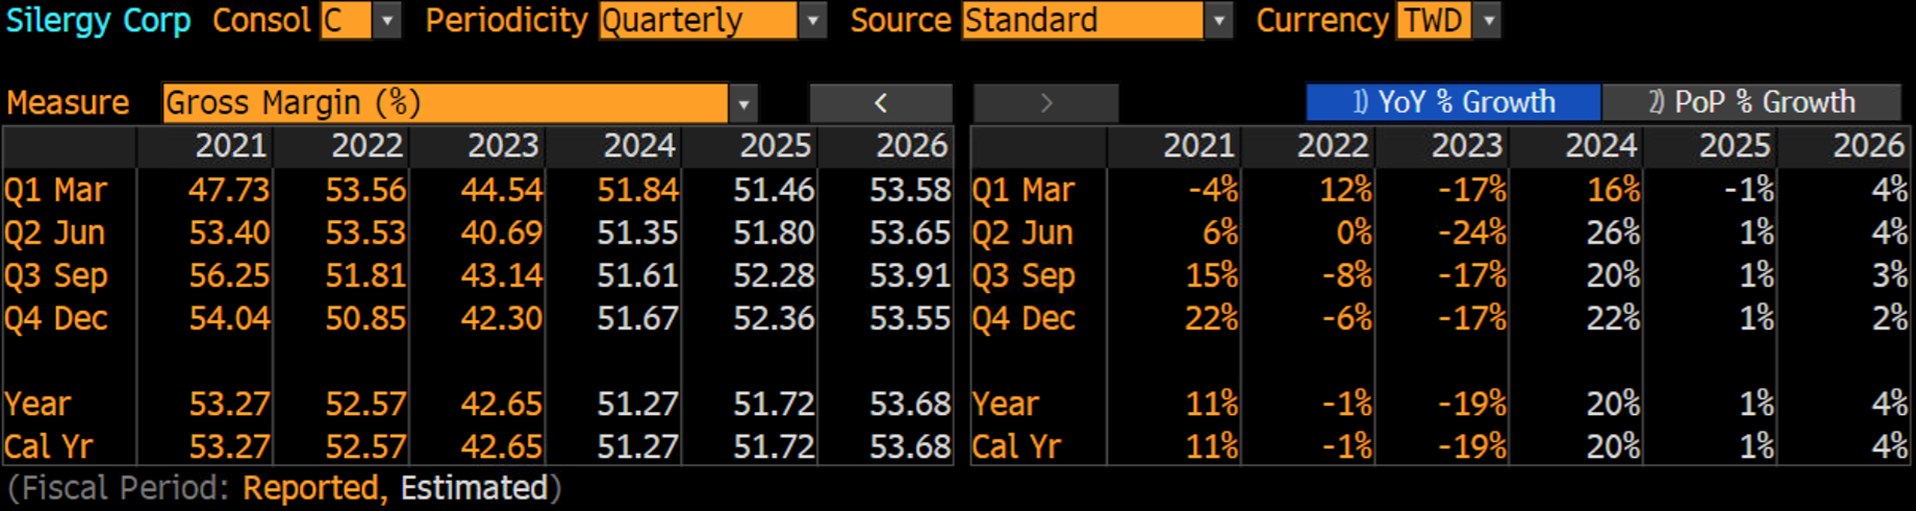 Silergy Corp Consol C Periodicity Quarterly Source Standard Currency TWD
Measure Gross Margin (%) < > 1) YoY % Growth 2) PoP % Growth
2021 2022 2023 2024 2025 2026 2021 2022 2023 2024 2025 2026
Q1 Mar 47.73 53.56 44.54 51.84 51.46 53.58 Q1 Mar -4% 12% -17% 16% -1% 4%
Q2 Jun 53.40 53.53 40.69 51.35 51.80 53.65 Q2 Jun 6% 0% -24% 26% 1% 4%
Q3 Sep 56.25 51.81 43.14 51.61 52.28 53.91 Q3 Sep 15% -8% -17% 20% 1% 3%
Q4 Dec 54.04 50.85 42.30 51.67 52.36 53.55 Q4 Dec 22% -6% -17% 22% 1% 2%
Year 53.27 52.57 42.65 51.27 51.72 53.68 Year 11% -1% -19% 20% 1% 4%
Cal Yr 53.27 52.57 42.65 51.27 51.72 53.68 Cal Yr 11% -1% -19% 20% 1% 4%
(Fiscal Period: Reported, Estimated)